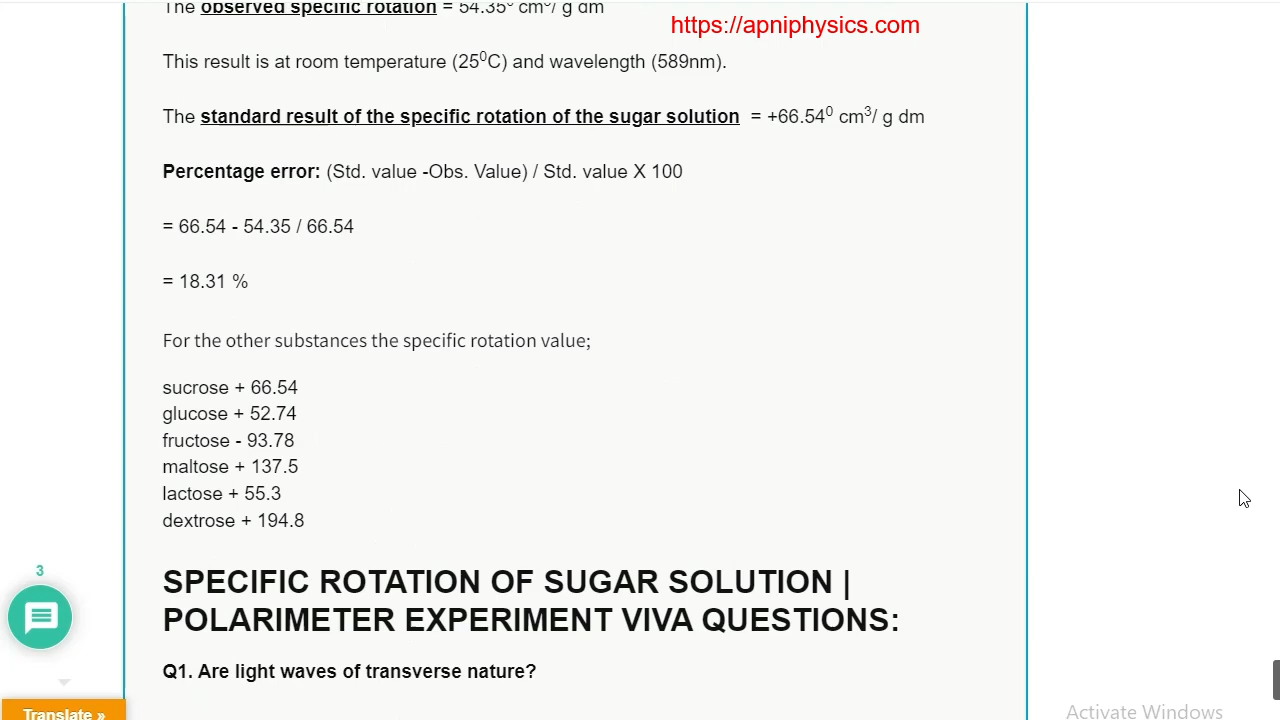 The observed specific rotation = 54.35⁰ cm³/ g dm
https://apniphysics.com
This result is at room temperature (25⁰C) and wavelength (589nm).
The standard result of the specific rotation of the sugar solution = +66.54⁰ cm³/ g dm
Percentage error: (Std. value -Obs. Value) / Std. value X 100
= 66.54 - 54.35 / 66.54
= 18.31 %
For the other substances the specific rotation value;
sucrose + 66.54
glucose + 52.74
fructose - 93.78
maltose + 137.5
lactose + 55.3
dextrose + 194.8
SPECIFIC ROTATION OF SUGAR SOLUTION |
POLARIMETER EXPERIMENT VIVA QUESTIONS:
3
Q1. Are light waves of transverse nature?
Translate »
Activate Windows